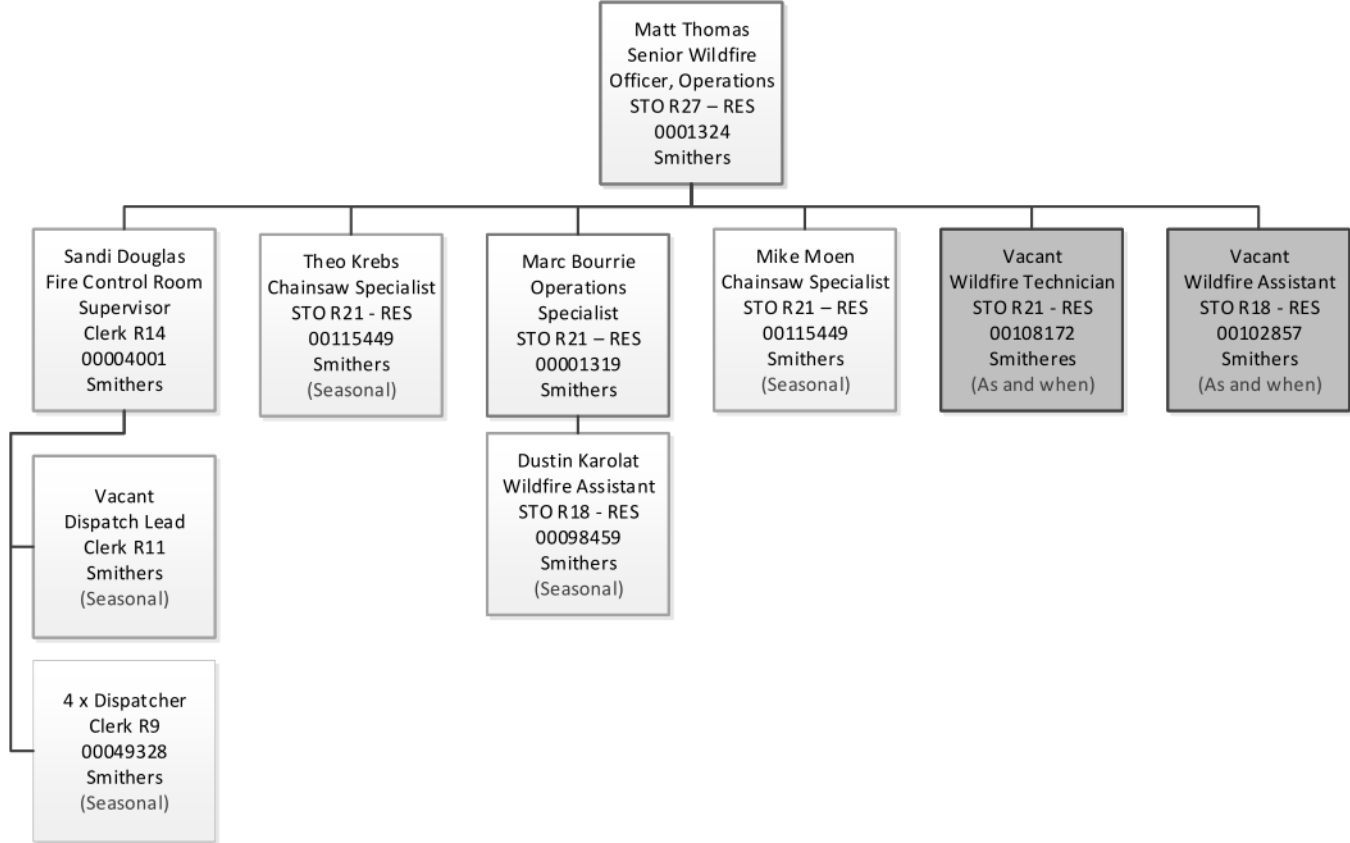 Matt Thomas
Senior Wildfire
Officer, Operations
STO R27 – RES
0001324
Smithers
Sandi Douglas
Fire Control Room
Supervisor
Clerk R14
00004001
Smithers
Theo Krebs
Chainsaw Specialist
STO R21 - RES
00115449
Smithers
(Seasonal)
Marc Bourrie
Operations
Specialist
STO R21 – RES
00001319
Smithers
Mike Moen
Chainsaw Specialist
STO R21 – RES
00115449
Smithers
(Seasonal)
Vacant
Wildfire Technician
STO R21 - RES
00108172
Smitheres
(As and when)
Vacant
Wildfire Assistant
STO R18 - RES
00102857
Smithers
(As and when)
Vacant
Dispatch Lead
Clerk R11
Smithers
(Seasonal)
Dustin Karolat
Wildfire Assistant
STO R18 - RES
00098459
Smithers
(Seasonal)
4 x Dispatcher
Clerk R9
00049328
Smithers
(Seasonal)